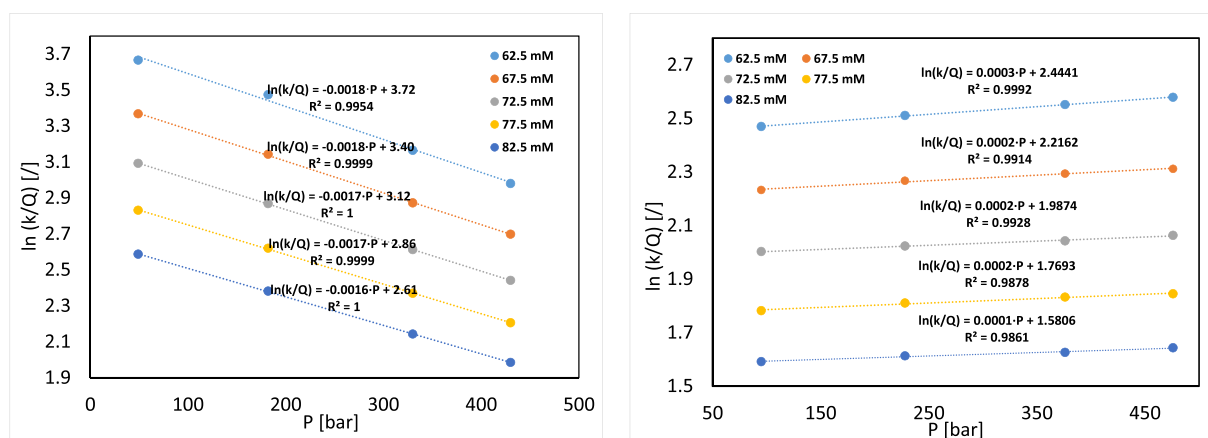 3.7
3.5
3.3
3.1
2.9
2.7
2.5
2.3
2.1
1.9
ln (k/Q) [/]
62.5 mM
67.5 mM
72.5 mM
77.5 mM
82.5 mM
ln(k/Q) = -0.0018·P + 3.72
R² = 0.9954
ln(k/Q) = -0.0018·P + 3.40
R² = 0.9999
ln(k/Q) = -0.0017·P + 3.12
R² = 1
ln(k/Q) = -0.0017·P + 2.86
R² = 0.9999
ln(k/Q) = -0.0016·P + 2.61
R² = 1
0 100 200 300 400 500
P [bar]
2.7
2.5
2.3
2.1
1.9
1.7
1.5
ln (k/Q) [/]
62.5 mM 67.5 mM
72.5 mM 77.5 mM
82.5 mM
ln(k/Q) = 0.0003·P + 2.4441
R² = 0.9992
ln(k/Q) = 0.0002·P + 2.2162
R² = 0.9914
ln(k/Q) = 0.0002·P + 1.9874
R² = 0.9928
ln(k/Q) = 0.0002·P + 1.7693
R² = 0.9878
ln(k/Q) = 0.0001·P + 1.5806
R² = 0.9861
50 150 250 350 450
P [bar]